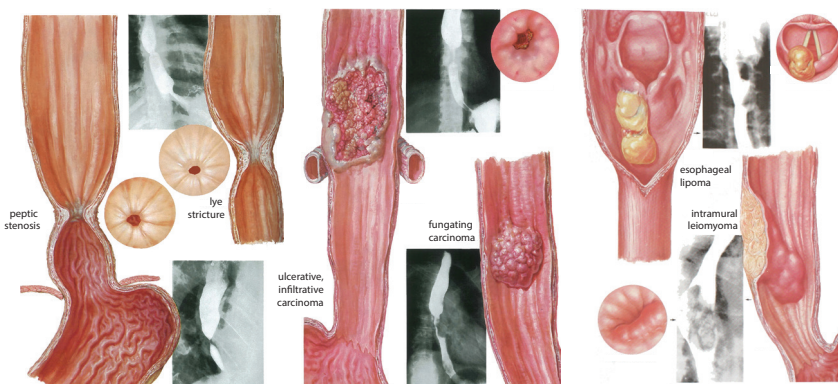 peptic
stenosis
lye
stricture
ulcerative,
infiltrative
carcinoma
fungating
carcinoma
esophageal
lipoma
intramural
leiomyoma